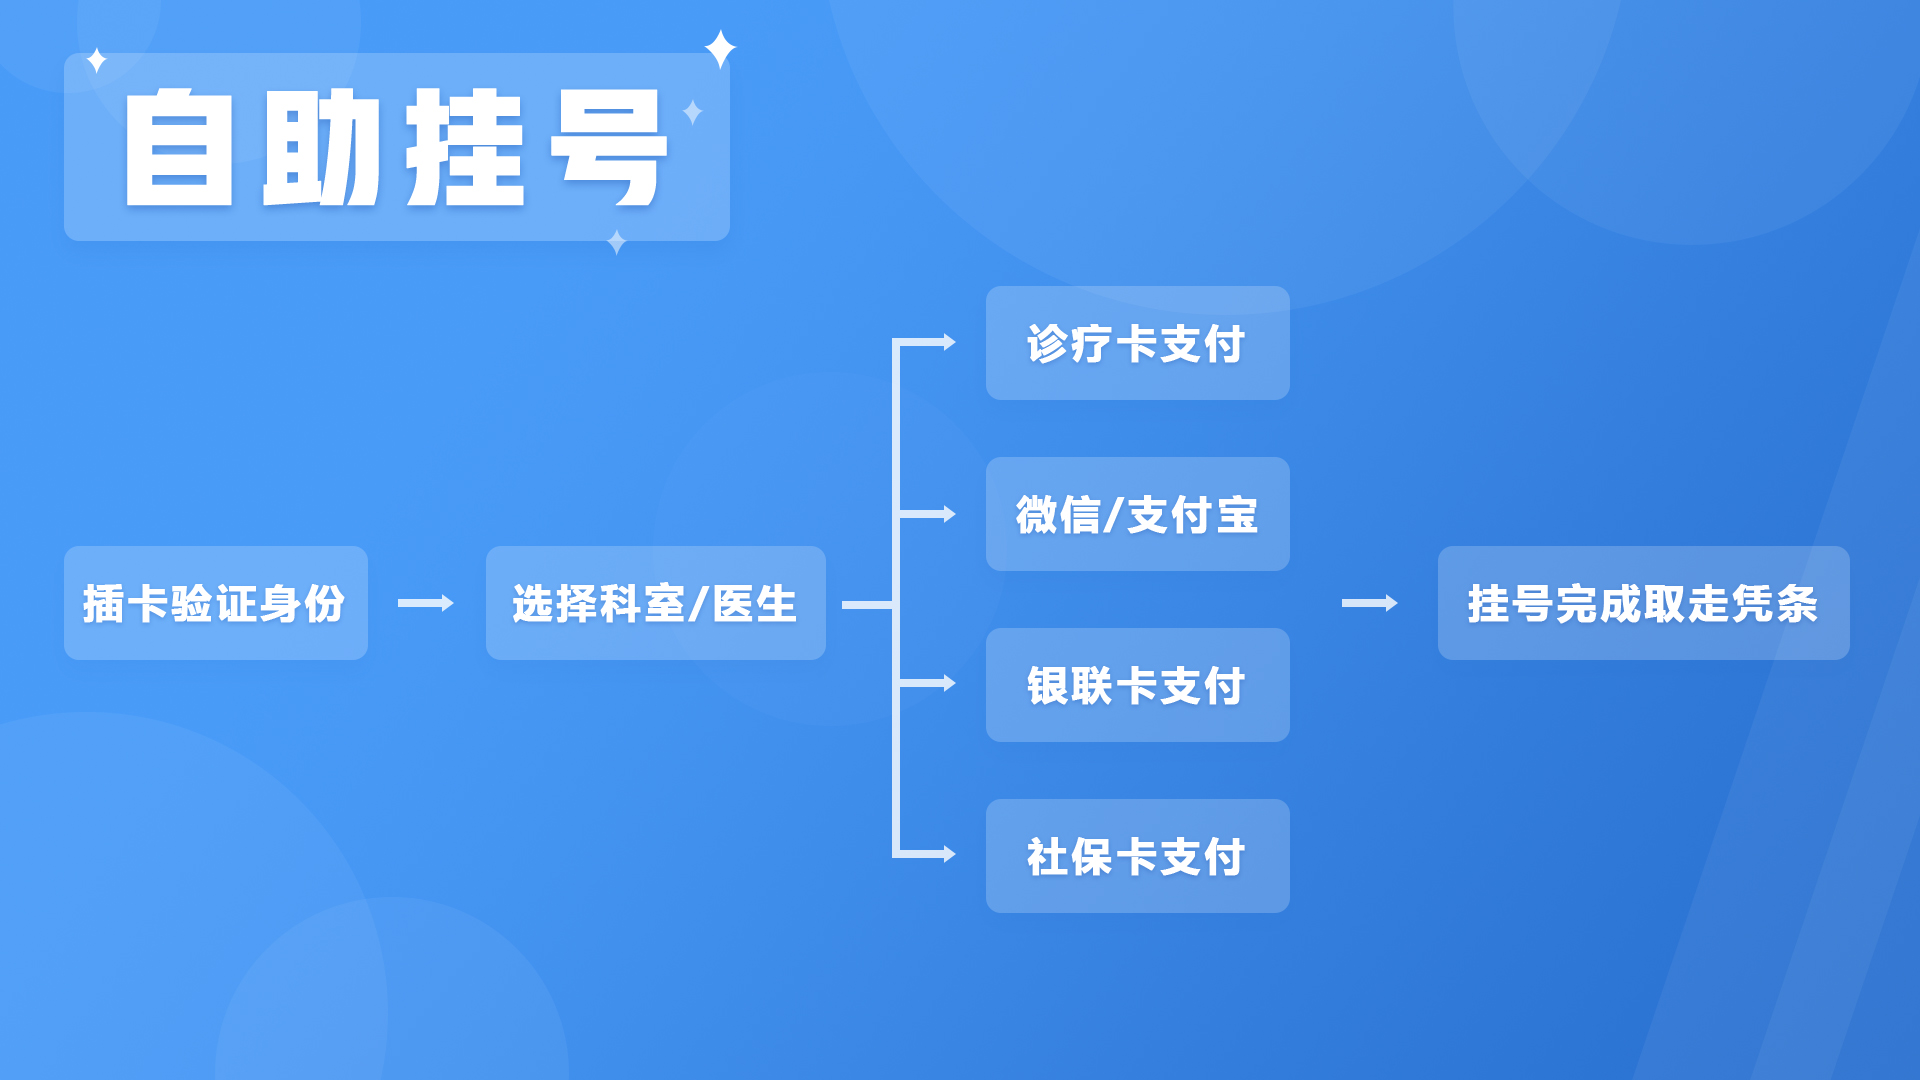 自助挂号
插卡验证身份
选择科室/医生
诊疗卡支付
微信/支付宝
银联卡支付
社保卡支付
挂号完成取走凭条